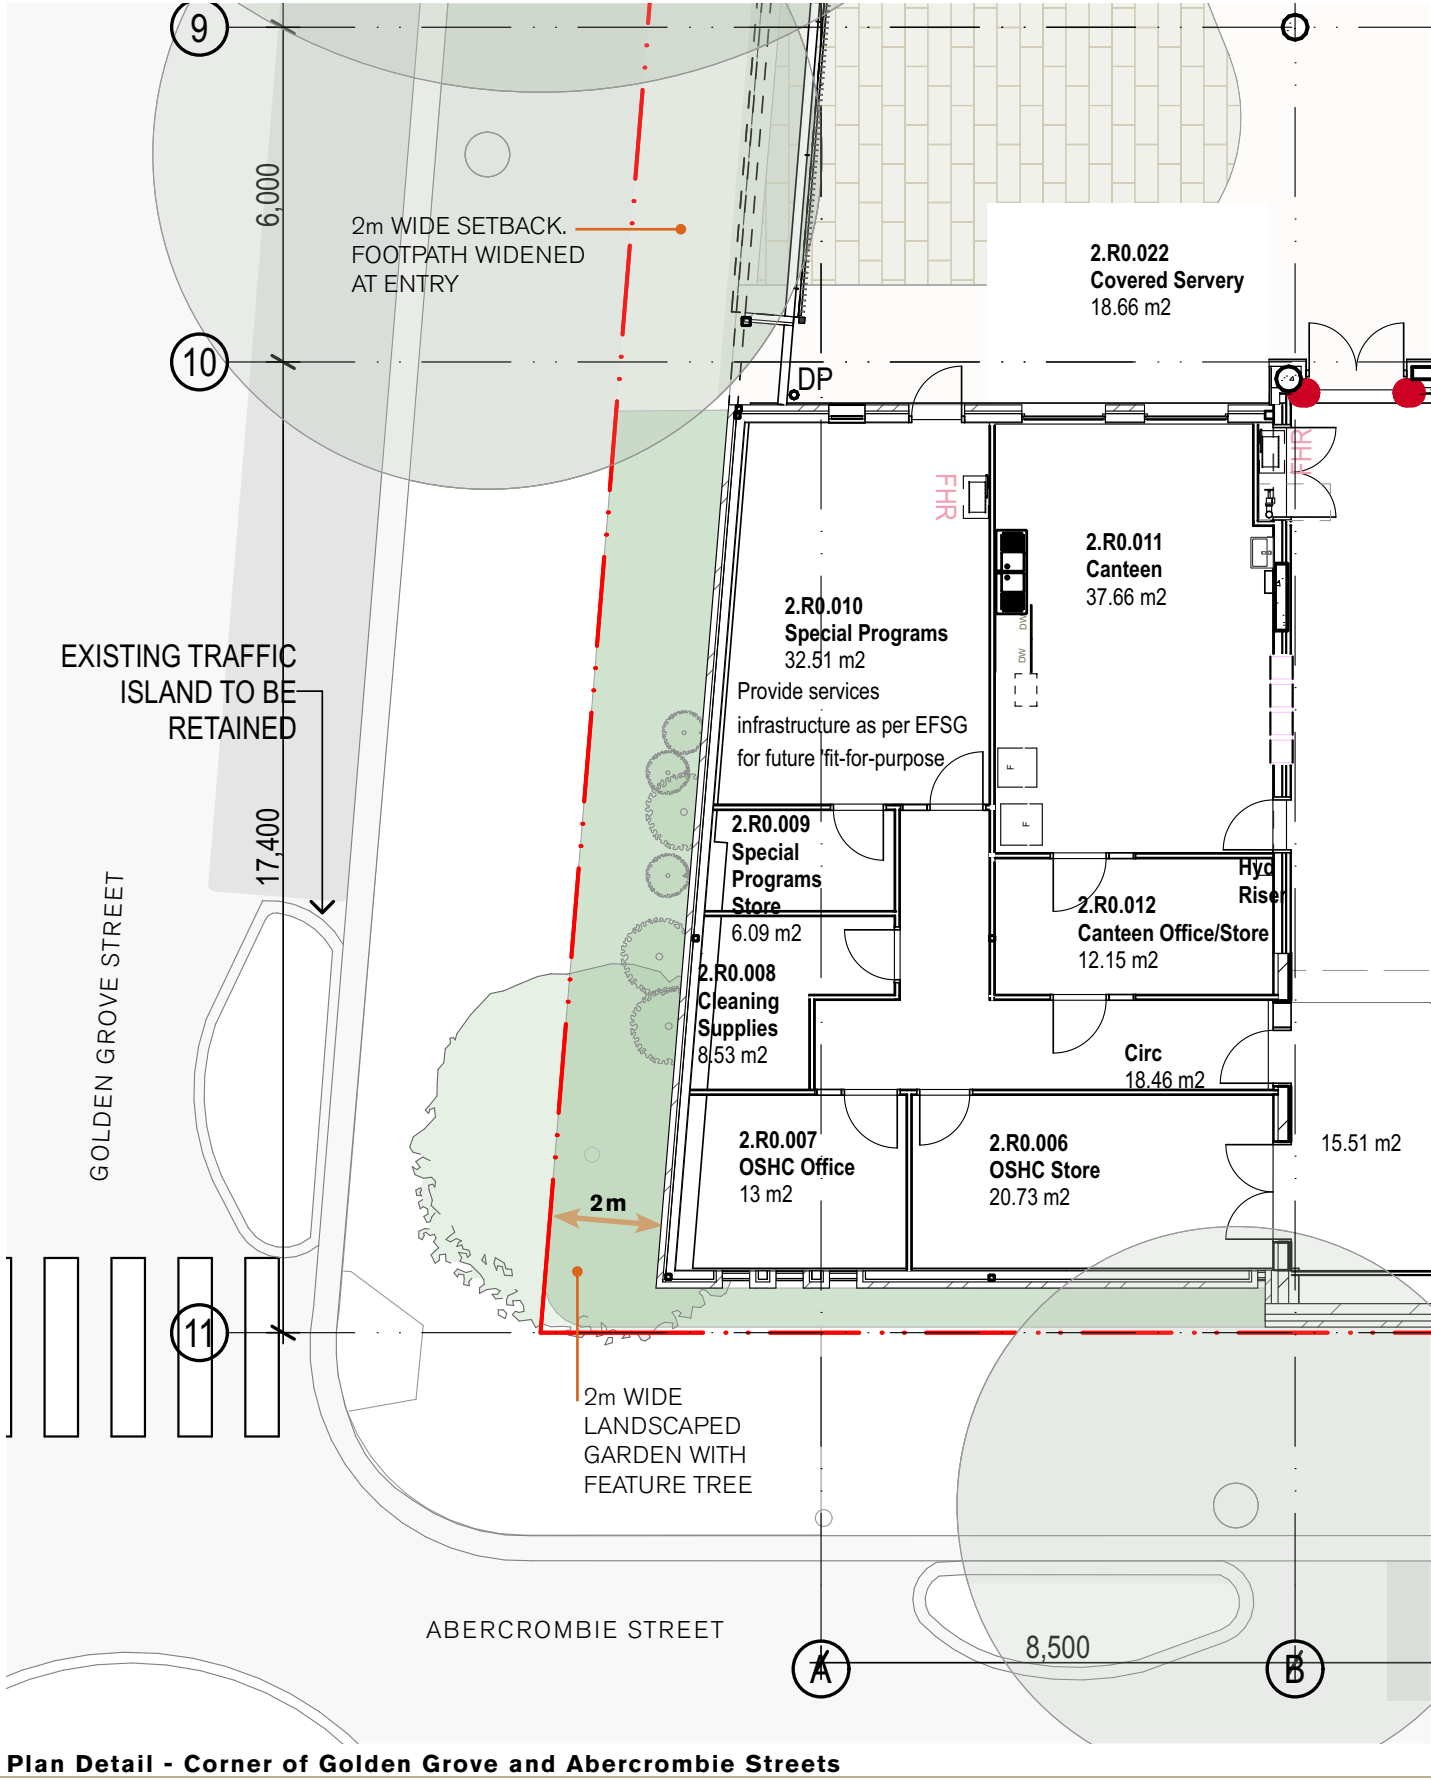 9
6,000
2m WIDE SETBACK.
FOOTPATH WIDENED
AT ENTRY
2.R0.022
Covered Servery
18.66 m2
10
DP
FHR
FHR
2.R0.011
Canteen
37.66 m2
2.R0.010
Special Programs
32.51 m2
Provide services
infrastructure as per EFSG
for future 'fit-for-purpose
DW
DW
F
F
EXISTING TRAFFIC
ISLAND TO BE
RETAINED
17,400
GOLDEN GROVE STREET
2.R0.009
Special
Programs
Store
6.09 m2
Hyd
Riser
2.R0.012
Canteen Office/Store
12.15 m2
2.R0.008
Cleaning
Supplies
8.53 m2
Circ
18.46 m2
2.R0.007
OSHC Office
13 m2
2.R0.006
OSHC Store
20.73 m2
15.51 m2
2m
11
2m WIDE
LANDSCAPED
GARDEN WITH
FEATURE TREE
ABERCROMBIE STREET
8,500
A
B
Plan Detail - Corner of Golden Grove and Abercrombie Streets